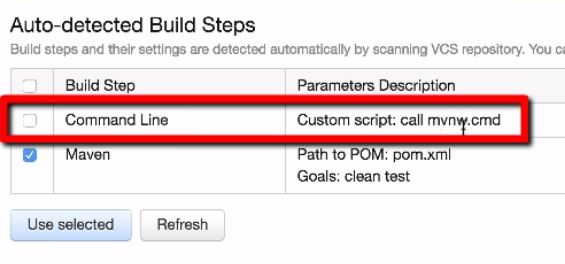 Auto-detected Build Steps
Build steps and their settings are detected automatically by scanning VCS repository. You
Build Step Parameters Description
Command Line Custom script: call mvnw.cmd
Maven Path to POM: pom.xml
Goals: clean test
Use selected Refresh